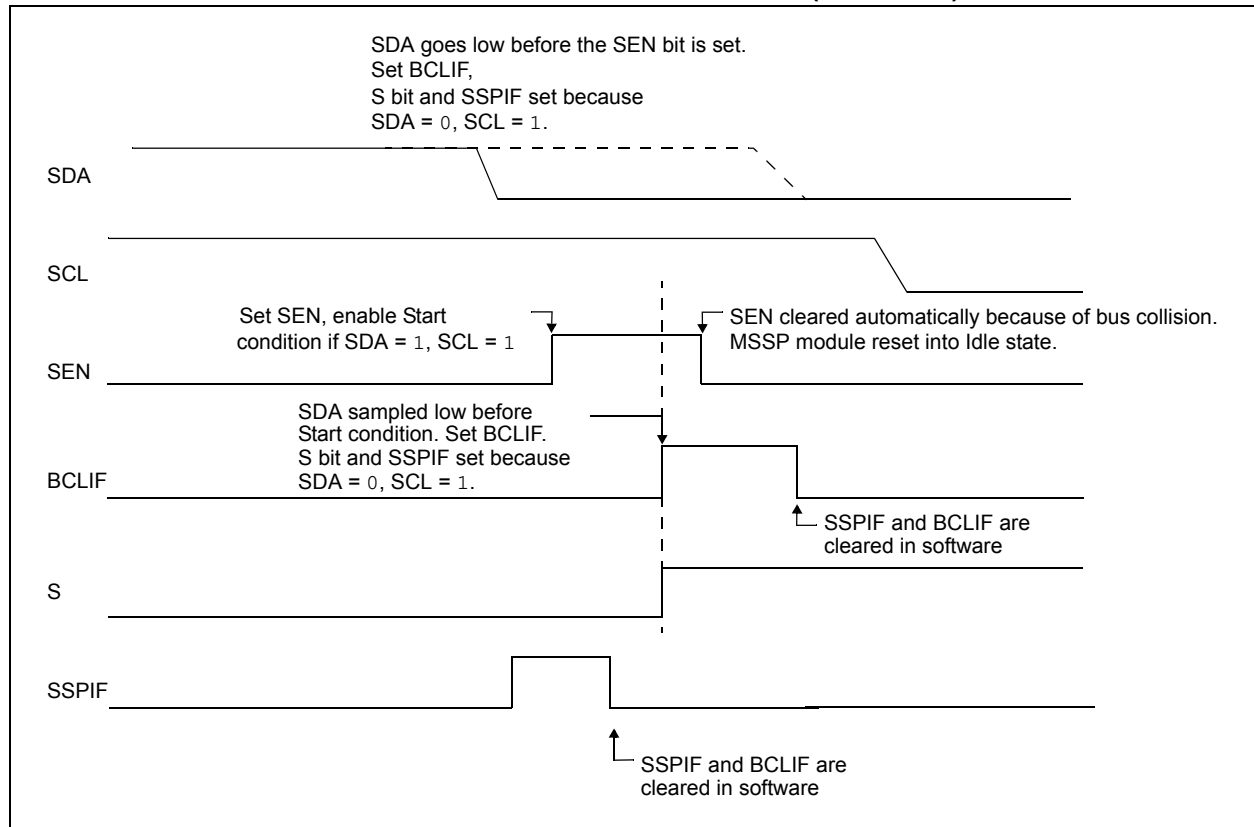 SDA goes low before the SEN bit is set.
Set BCLIF,
S bit and SSPIF set because
SDA = 0, SCL = 1.
SDA
SCL
Set SEN, enable Start
condition if SDA = 1, SCL = 1
SEN cleared automatically because of bus collision.
MSSP module reset into Idle state.
SEN
SDA sampled low before
Start condition. Set BCLIF.
S bit and SSPIF set because
SDA = 0, SCL = 1.
BCLIF
SSPIF and BCLIF are
cleared in software
S
SSPIF
SSPIF and BCLIF are
cleared in software